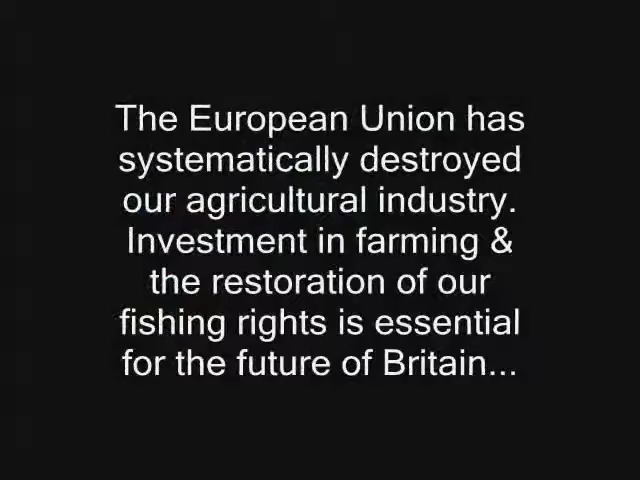 The European Union has
systematically destroyed
our agricultural industry.
Investment in farming &
the restoration of our
fishing rights is essential
for the future of Britain...